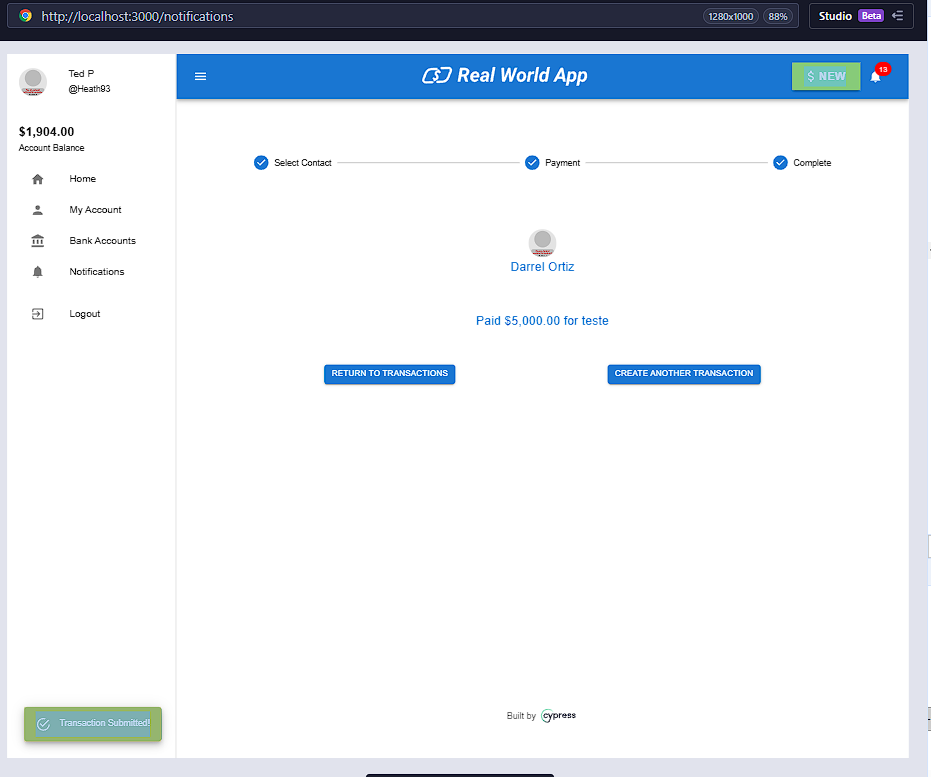 http://localhost:3000/notifications
1280x1000
88%
Studio Beta
Ted P
@Heath93
$1,904.00
Account Balance
Home
My Account
Bank Accounts
Notifications
Logout
Real World App
$ NEW
13
Select Contact
Payment
Complete
Darrel Ortiz
Paid $5,000.00 for teste
RETURN TO TRANSACTIONS
CREATE ANOTHER TRANSACTION
Built by cypress
Transaction Submitted!